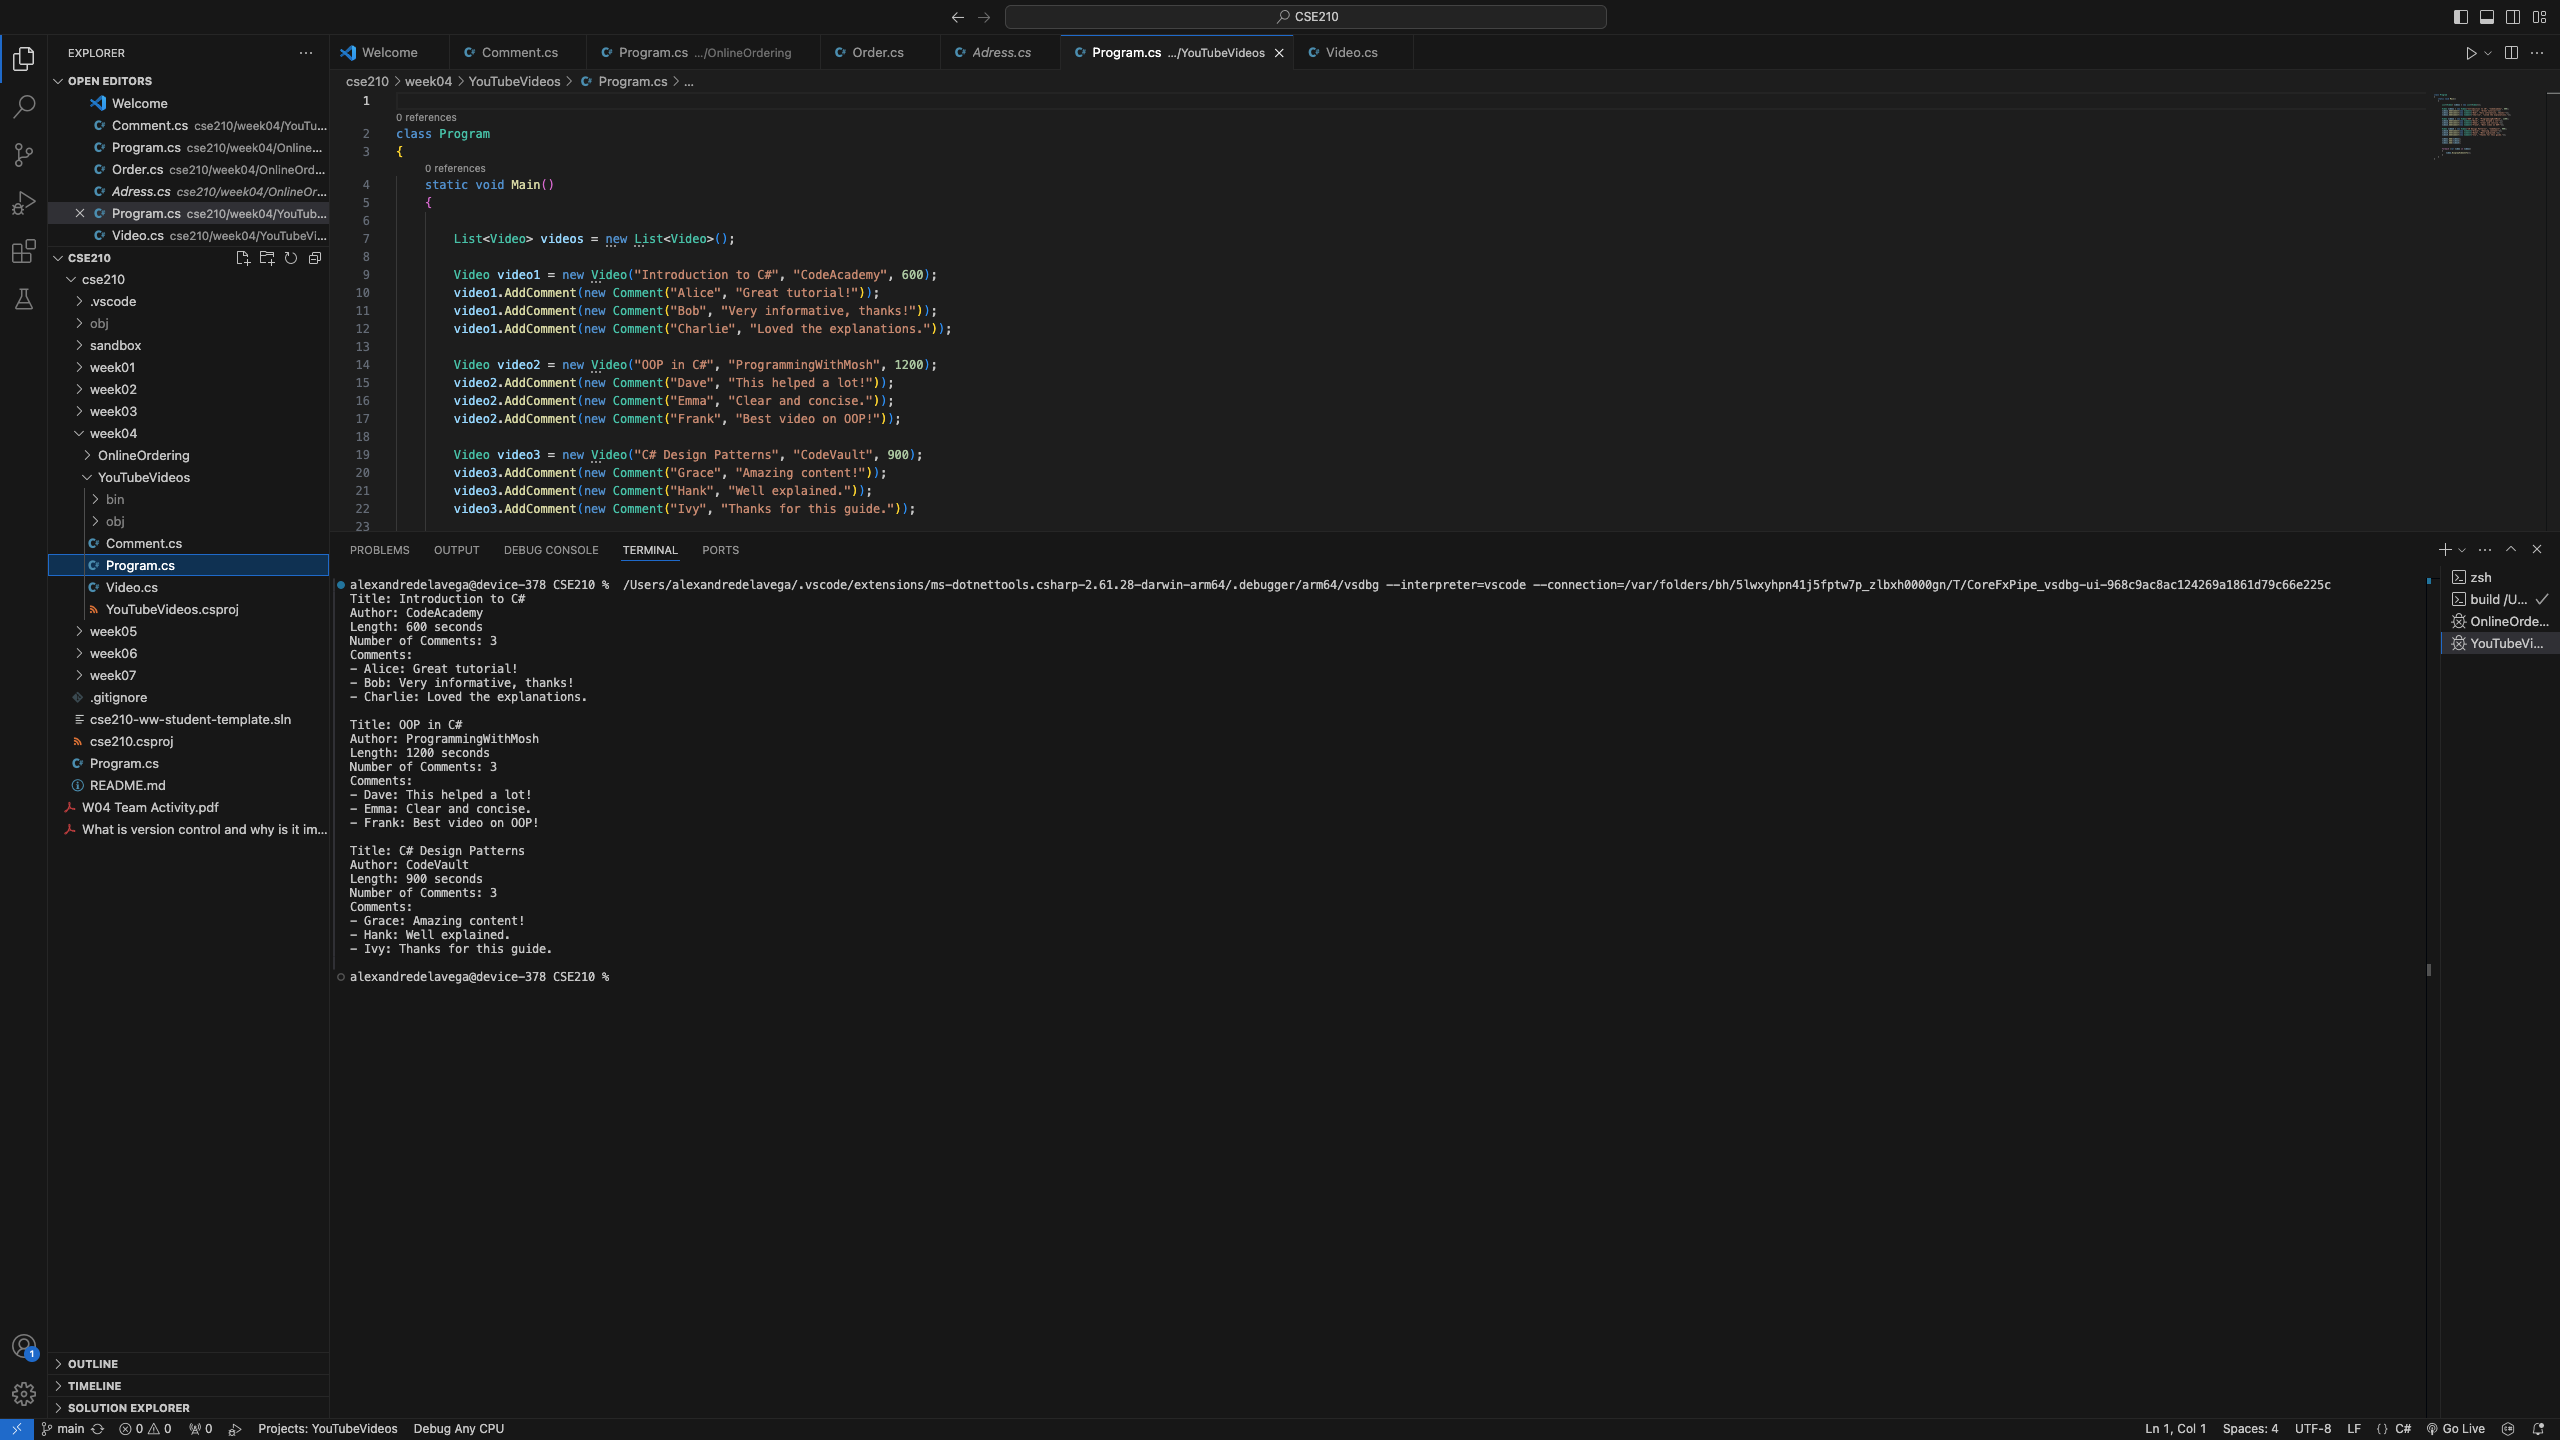 CSE210
EXPLORER
OPEN EDITORS
Welcome
Comment.cs cse210/week04/YouTu...
Program.cs cse210/week04/Online...
Order.cs cse210/week04/OnlineOrd...
Adress.cs cse210/week04/OnlineOr...
Program.cs cse210/week04/YouTub...
Video.cs cse210/week04/YouTubeVi...
CSE210
cse210
.vscode
obj
sandbox
week01
week02
week03
week04
OnlineOrdering
YouTubeVideos
bin
obj
Comment.cs
Program.cs
Video.cs
YouTubeVideos.csproj
week05
week06
week07
.gitignore
cse210-ww-student-template.sln
cse210.csproj
Program.cs
README.md
W04 Team Activity.pdf
What is version control and why is it im...
OUTLINE
TIMELINE
SOLUTION EXPLORER
Welcome Comment.cs Program.cs .../OnlineOrdering Order.cs Adress.cs Program.cs .../YouTubeVideos Video.cs
cse210 > week04 > YouTubeVideos > Program.cs > ...
1
0 references
2 class Program
3 {
0 references
4 static void Main()
5 {
6
7 List<Video> videos = new List<Video>();
8
9 Video video1 = new Video("Introduction to C#", "CodeAcademy", 600);
10 video1.AddComment(new Comment("Alice", "Great tutorial!"));
11 video1.AddComment(new Comment("Bob", "Very informative, thanks!"));
12 video1.AddComment(new Comment("Charlie", "Loved the explanations."));
13
14 Video video2 = new Video("OOP in C#", "ProgrammingWithMosh", 1200);
15 video2.AddComment(new Comment("Dave", "This helped a lot!"));
16 video2.AddComment(new Comment("Emma", "Clear and concise."));
17 video2.AddComment(new Comment("Frank", "Best video on OOP!"));
18
19 Video video3 = new Video("C# Design Patterns", "CodeVault", 900);
20 video3.AddComment(new Comment("Grace", "Amazing content!"));
21 video3.AddComment(new Comment("Hank", "Well explained."));
22 video3.AddComment(new Comment("Ivy", "Thanks for this guide."));
23
PROBLEMS OUTPUT DEBUG CONSOLE TERMINAL PORTS
alexandredelavega@device-378 CSE210 % /Users/alexandredelavega/.vscode/extensions/ms-dotnettools.csharp-2.61.28-darwin-arm64/.debugger/arm64/vsdbg --interpreter=vscode --connection=/var/folders/bh/5lwxyhpn41j5fptw7p_zlbxh0000gn/T/CoreFxPipe_vsdbg-ui-968c9ac8ac124269a1861d79c66e225c
Title: Introduction to C#
Author: CodeAcademy
Length: 600 seconds
Number of Comments: 3
Comments:
- Alice: Great tutorial!
- Bob: Very informative, thanks!
- Charlie: Loved the explanations.
Title: OOP in C#
Author: ProgrammingWithMosh
Length: 1200 seconds
Number of Comments: 3
Comments:
- Dave: This helped a lot!
- Emma: Clear and concise.
- Frank: Best video on OOP!
Title: C# Design Patterns
Author: CodeVault
Length: 900 seconds
Number of Comments: 3
Comments:
- Grace: Amazing content!
- Hank: Well explained.
- Ivy: Thanks for this guide.
alexandredelavega@device-378 CSE210 %
zsh
build /U...
OnlineOrde...
YouTubeVi...
1
main 0 0 0 Projects: YouTubeVideos Debug Any CPU
Ln 1, Col 1 Spaces: 4 UTF-8 LF {} C# Go Live